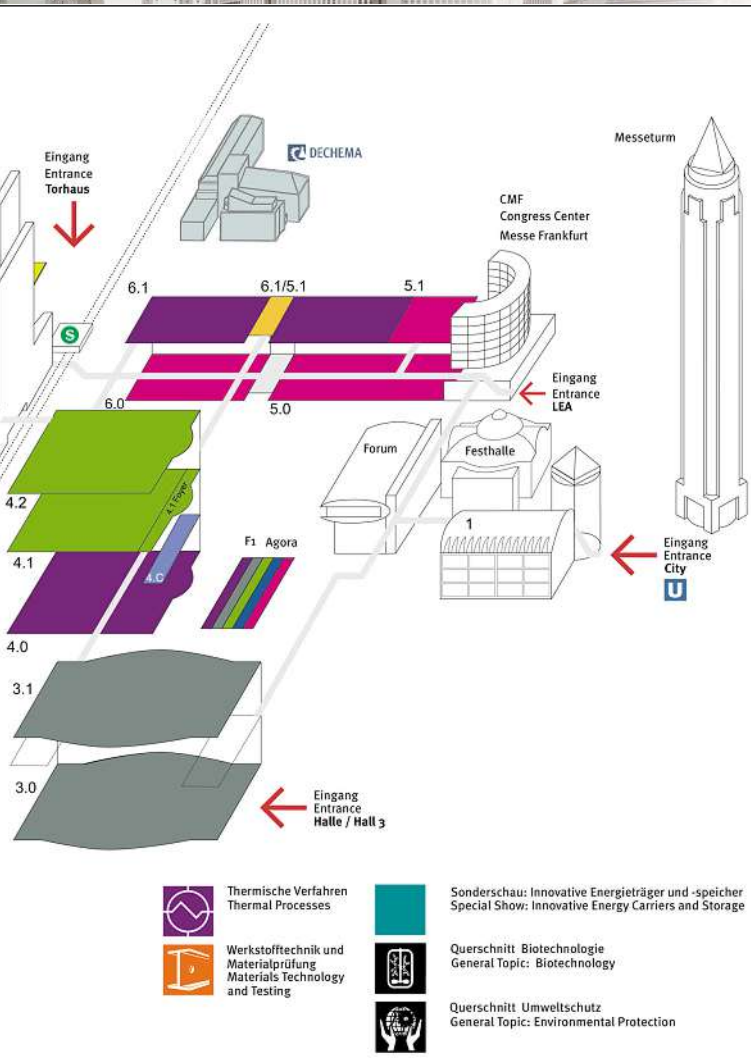 DECHEMA
Messeturm
Eingang
Entrance
Torhaus
CMF
Congress Center
Messe Frankfurt
6.1
6.1/5.1
5.1
S
Eingang
Entrance
LEA
6.0
5.0
Forum
Festhalle
4.2
4.1 Foyer
1
F1 Agora
Eingang
Entrance
City
U
4.1
4.C
4.0
3.1
3.0
Eingang
Entrance
Halle / Hall 3
Thermische Verfahren
Thermal Processes
Sonderschau: Innovative Energieträger und -speicher
Special Show: Innovative Energy Carriers and Storage
Werkstofftechnik und
Materialprüfung
Materials Technology
and Testing
Querschnitt Biotechnologie
General Topic: Biotechnology
Querschnitt Umweltschutz
General Topic: Environmental Protection